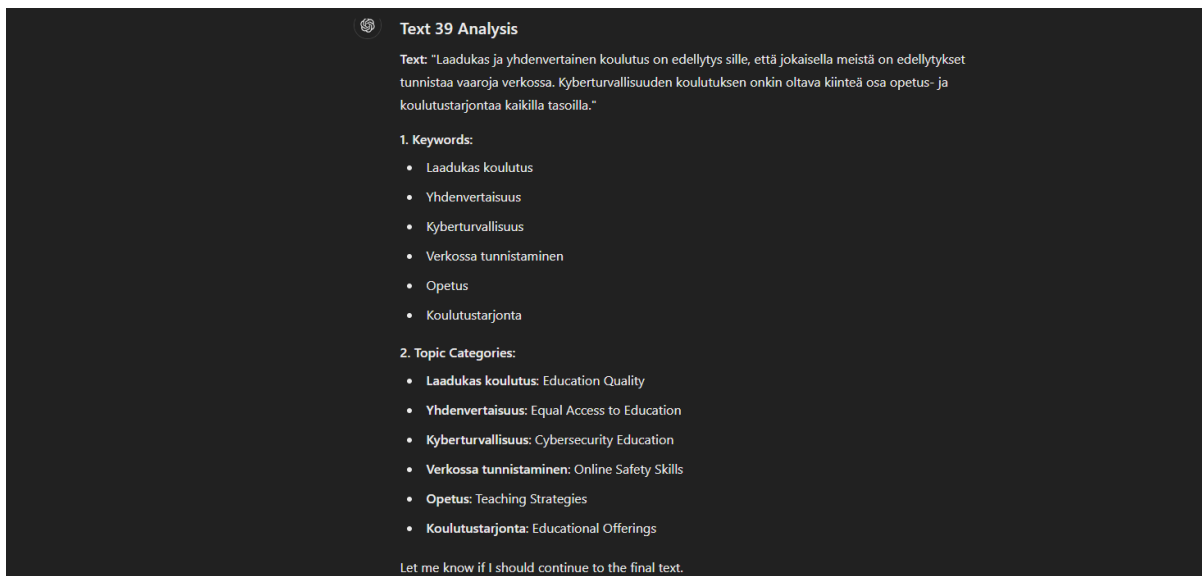 Text 39 Analysis
Text: "Laadukas ja yhdenvertainen koulutus on edellytys sille, että jokaisella meistä on edellytykset
tunnistaa vaaroja verkossa. Kyberturvallisuuden koulutuksen onkin oltava kiinteä osa opetus- ja
koulutustarjontaa kaikilla tasoilla."
1. Keywords:
• Laadukas koulutus
• Yhdenvertaisuus
• Kyberturvallisuus
• Verkossa tunnistaminen
• Opetus
• Koulutustarjonta
2. Topic Categories:
• Laadukas koulutus: Education Quality
• Yhdenvertaisuus: Equal Access to Education
• Kyberturvallisuus: Cybersecurity Education
• Verkossa tunnistaminen: Online Safety Skills
• Opetus: Teaching Strategies
• Koulutustarjonta: Educational Offerings
Let me know if I should continue to the final text.